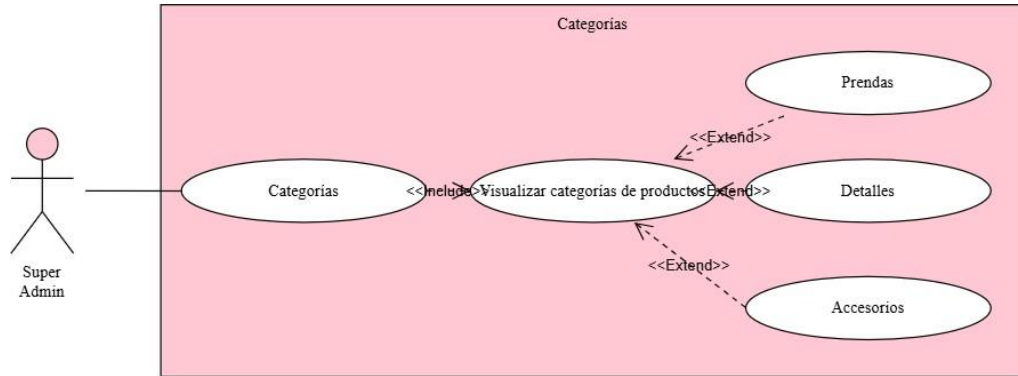 Categorías
Prendas
<<Extend>>
Categorías
<<Include>>
Visualizar categorías de productos
<<Extend>>
Detalles
<<Extend>>
Accesorios
Super
Admin